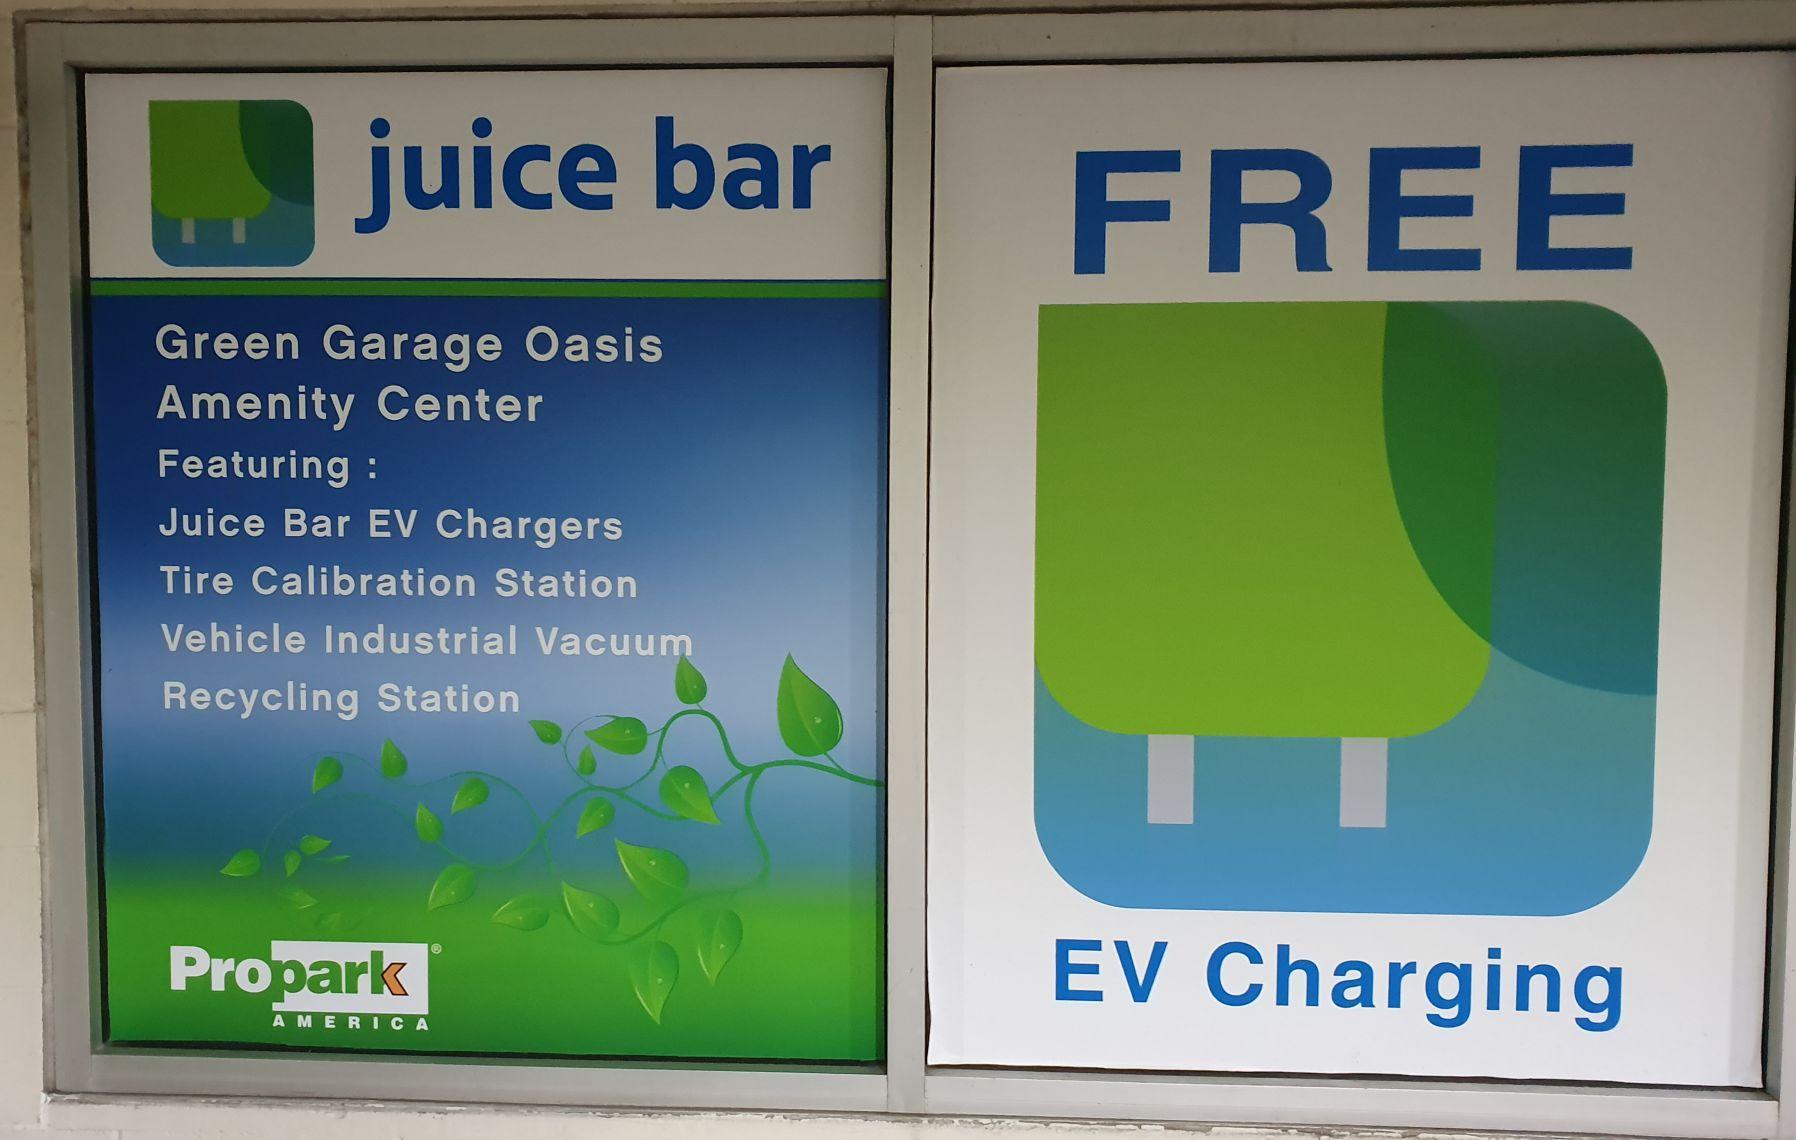 juice bar
Green Garage Oasis
Amenity Center
Featuring :
Juice Bar EV Chargers
Tire Calibration Station
Vehicle Industrial Vacuum
Recycling Station
Propark®
AMERICA
FREE
EV Charging